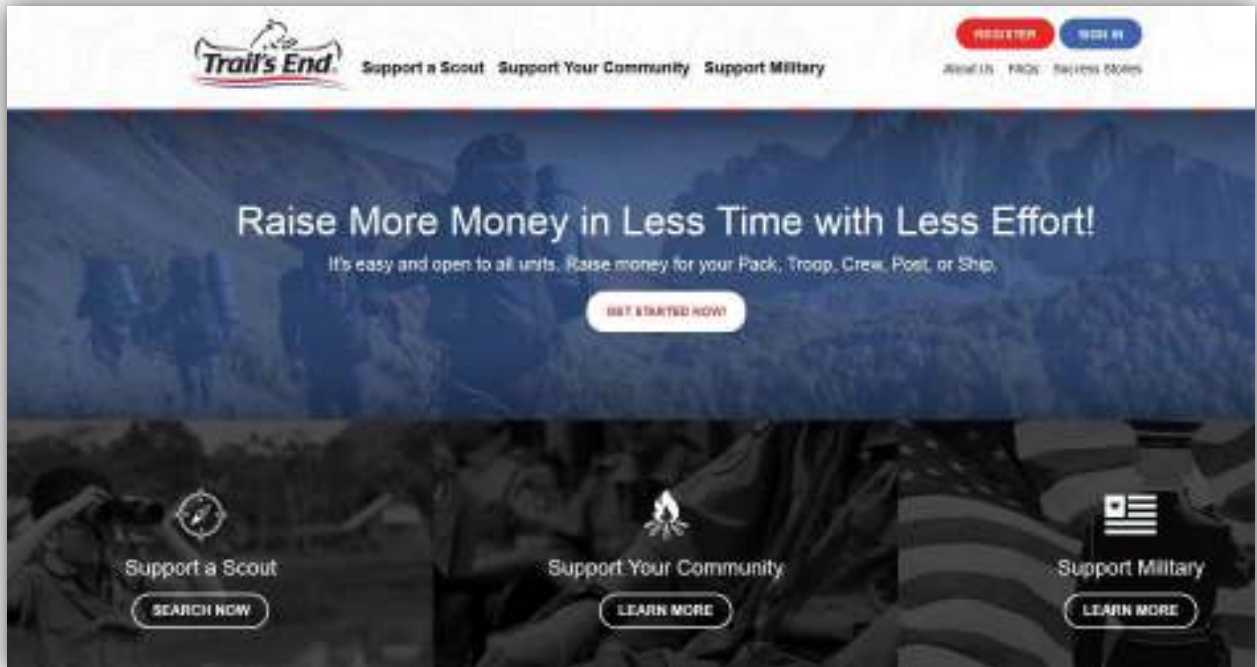 REGISTER SIGN IN
Trail's End
Support a Scout Support Your Community Support Military
About Us FAQs Success Stories
Raise More Money in Less Time with Less Effort!
It's easy and open to all units. Raise money for your Pack, Troop, Crew, Post, or Ship.
GET STARTED NOW!
Support a Scout
SEARCH NOW
Support Your Community
LEARN MORE
Support Military
LEARN MORE